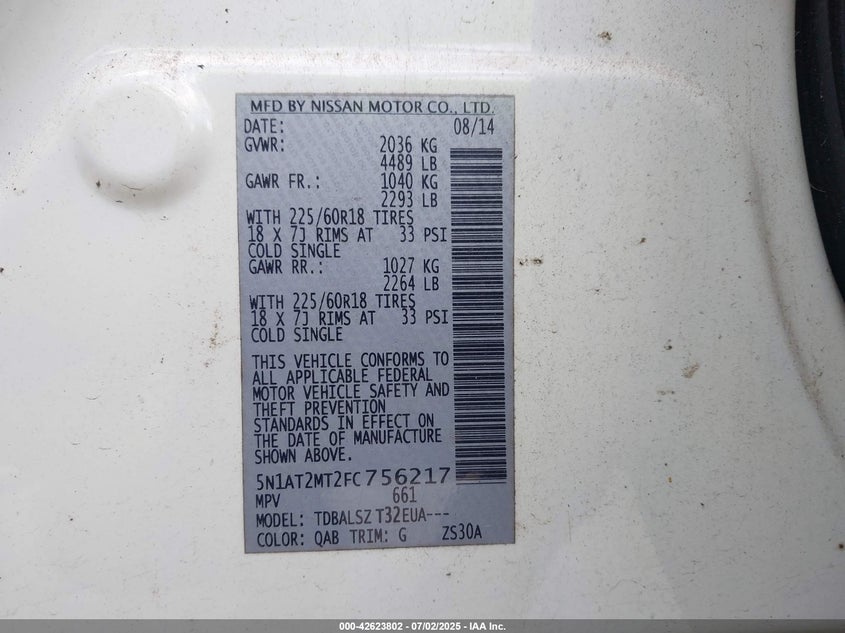 MFD BY NISSAN MOTOR CO., LTD.
DATE: 08/14
GVWR: 2036 KG
4489 LB
GAWR FR.: 1040 KG
2293 LB
WITH 225/60R18 TIRES
18 X 7J RIMS AT 33 PSI
COLD SINGLE
GAWR RR.: 1027 KG
2264 LB
WITH 225/60R18 TIRES
18 X 7J RIMS AT 33 PSI
COLD SINGLE
THIS VEHICLE CONFORMS TO
ALL APPLICABLE FEDERAL
MOTOR VEHICLE SAFETY AND
THEFT PREVENTION
STANDARDS IN EFFECT ON
THE DATE OF MANUFACTURE
SHOWN ABOVE.
5N1AT2MT2FC756217
MPV 661
MODEL: TDBALSZ T32EUA---
COLOR: QAB TRIM: G ZS30A
000-42623802 - 07/02/2025 - IAA Inc.